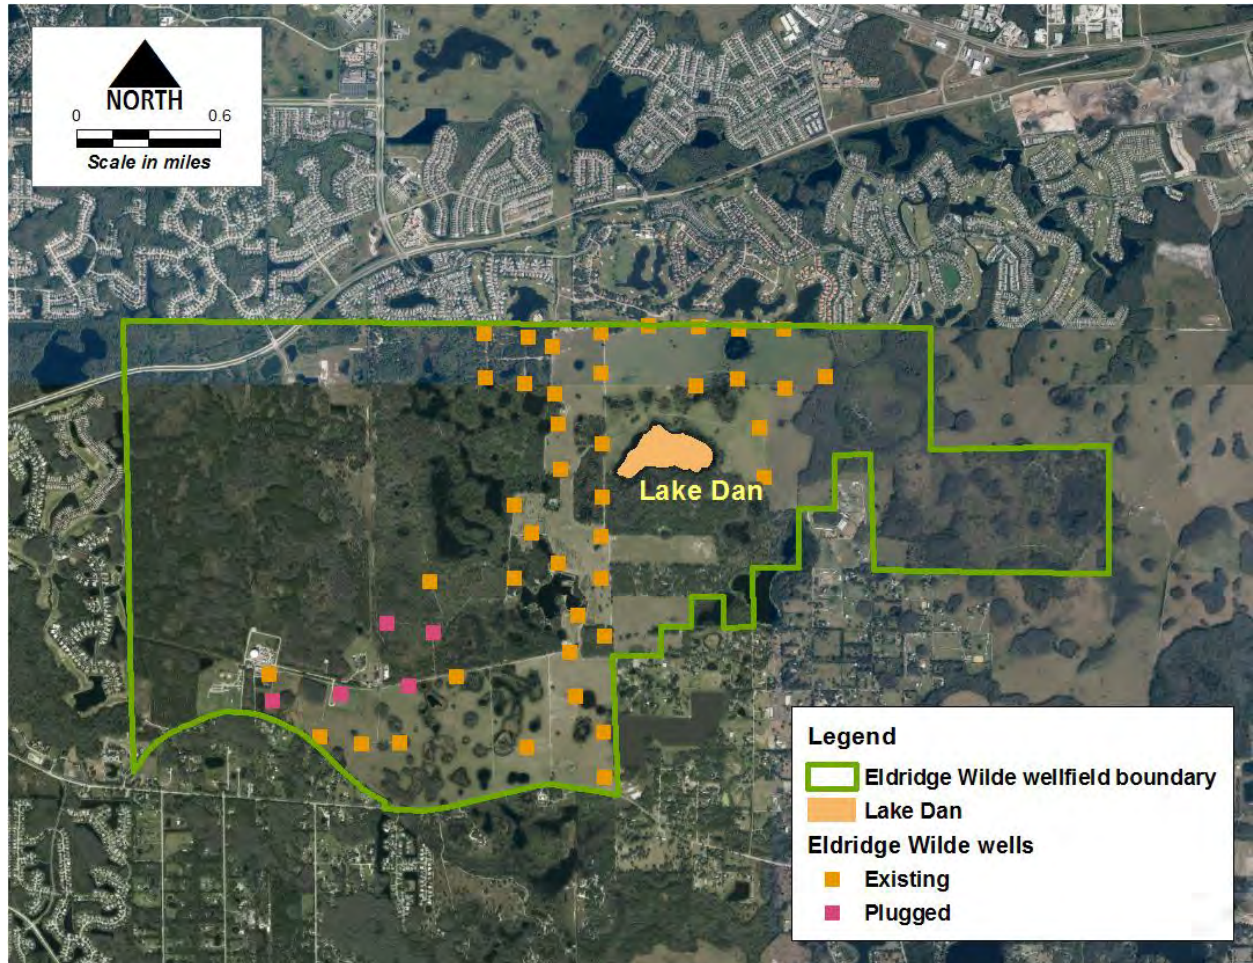 NORTH
0 0.6
Scale in miles
Lake Dan
Legend
Eldridge Wilde wellfield boundary
Lake Dan
Eldridge Wilde wells
Existing
Plugged